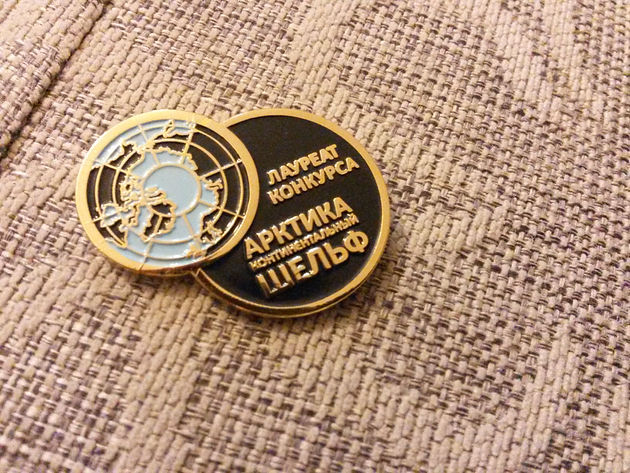 ЛАУРЕАТ
КОНКУРСА
АРКТИКА
КОНТИНЕНТАЛЬНЫЙ
ШЕЛЬФ